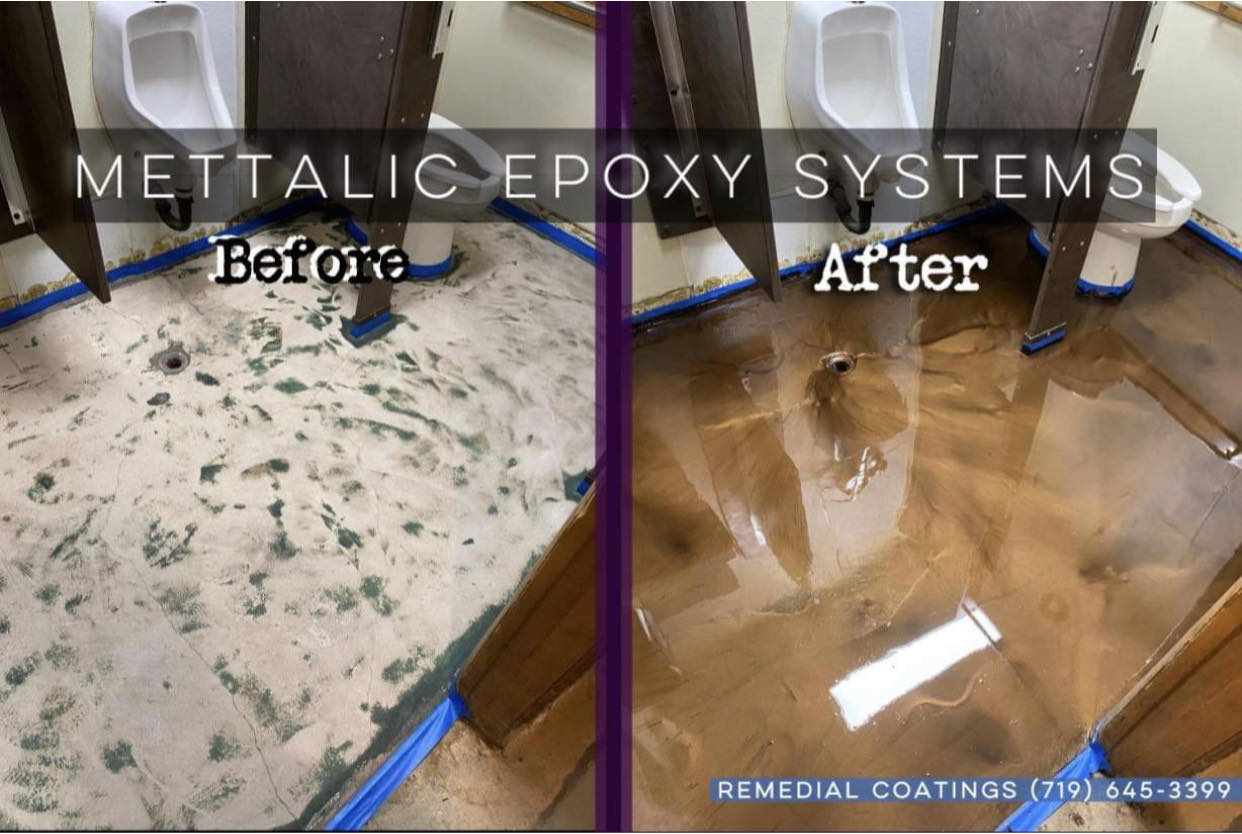 METTALIC EPOXY SYSTEMS
Before
After
REMEDIAL COATINGS (719) 645-3399